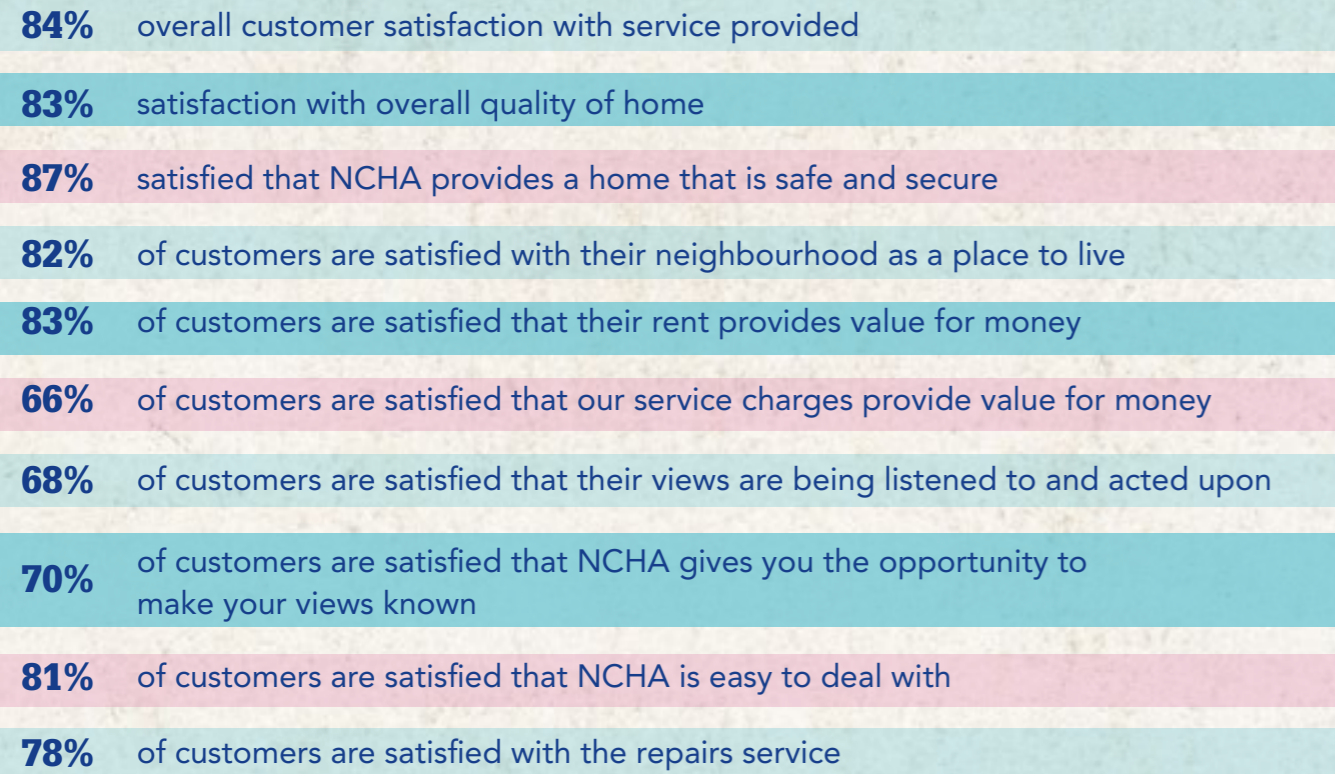 84% overall customer satisfaction with service provided
83% satisfaction with overall quality of home
87% satisfied that NCHA provides a home that is safe and secure
82% of customers are satisfied with their neighbourhood as a place to live
83% of customers are satisfied that their rent provides value for money
66% of customers are satisfied that our service charges provide value for money
68% of customers are satisfied that their views are being listened to and acted upon
70% of customers are satisfied that NCHA gives you the opportunity to
make your views known
81% of customers are satisfied that NCHA is easy to deal with
78% of customers are satisfied with the repairs service